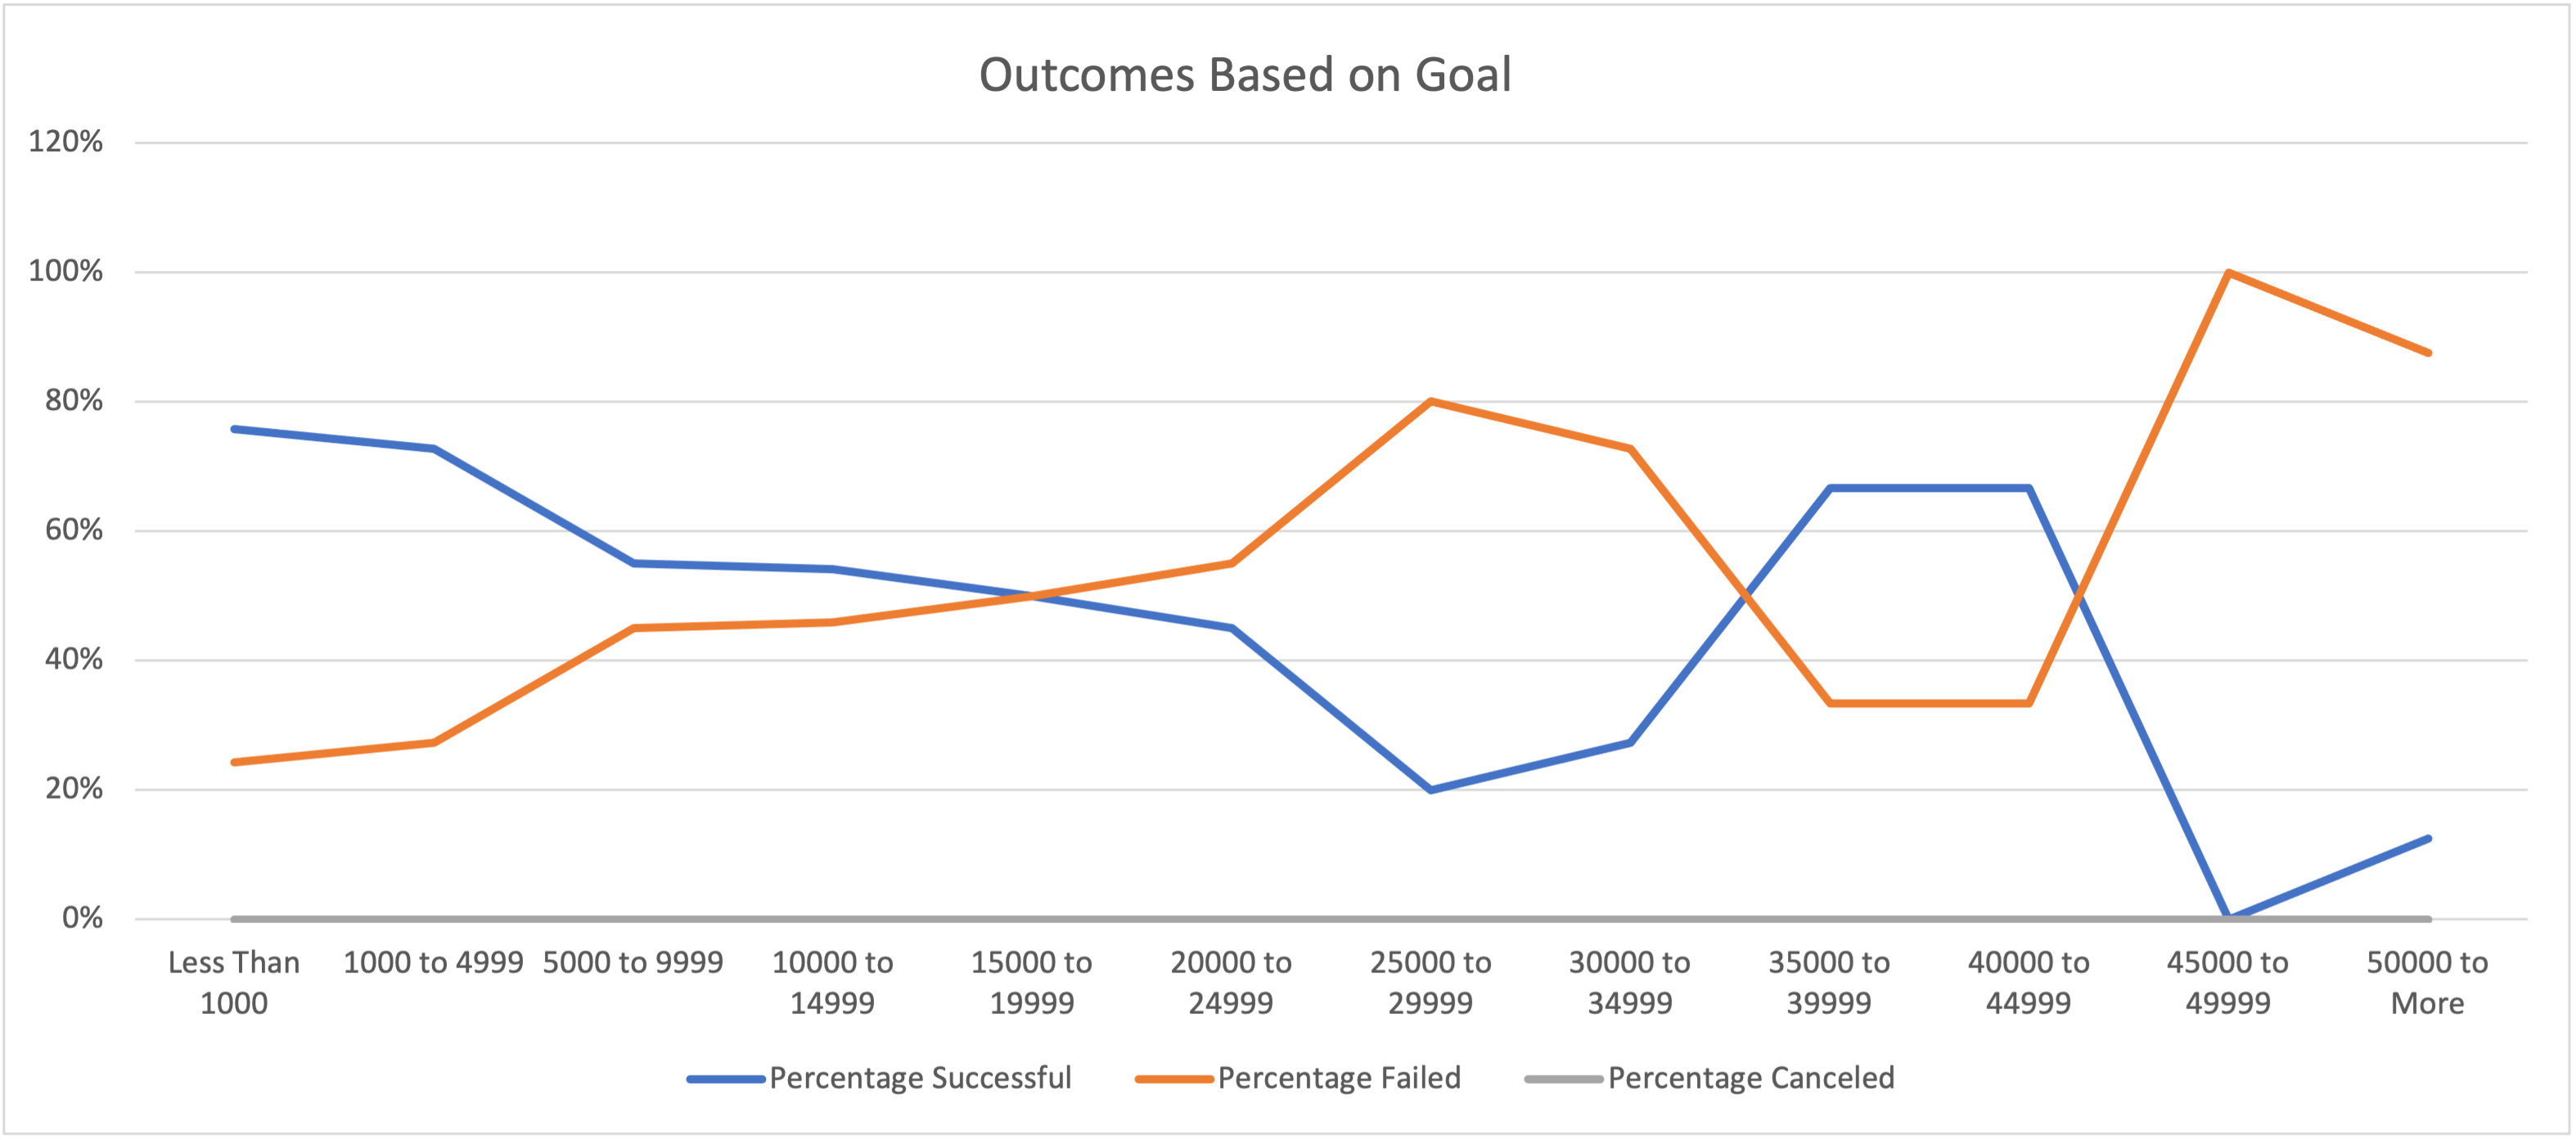 Outcomes Based on Goal
120%
100%
80%
60%
40%
20%
0%
Less Than
1000
1000 to 4999
5000 to 9999
10000 to
14999
15000 to
19999
20000 to
24999
25000 to
29999
30000 to
34999
35000 to
39999
40000 to
44999
45000 to
49999
50000 to
More
Percentage Successful
Percentage Failed
Percentage Canceled